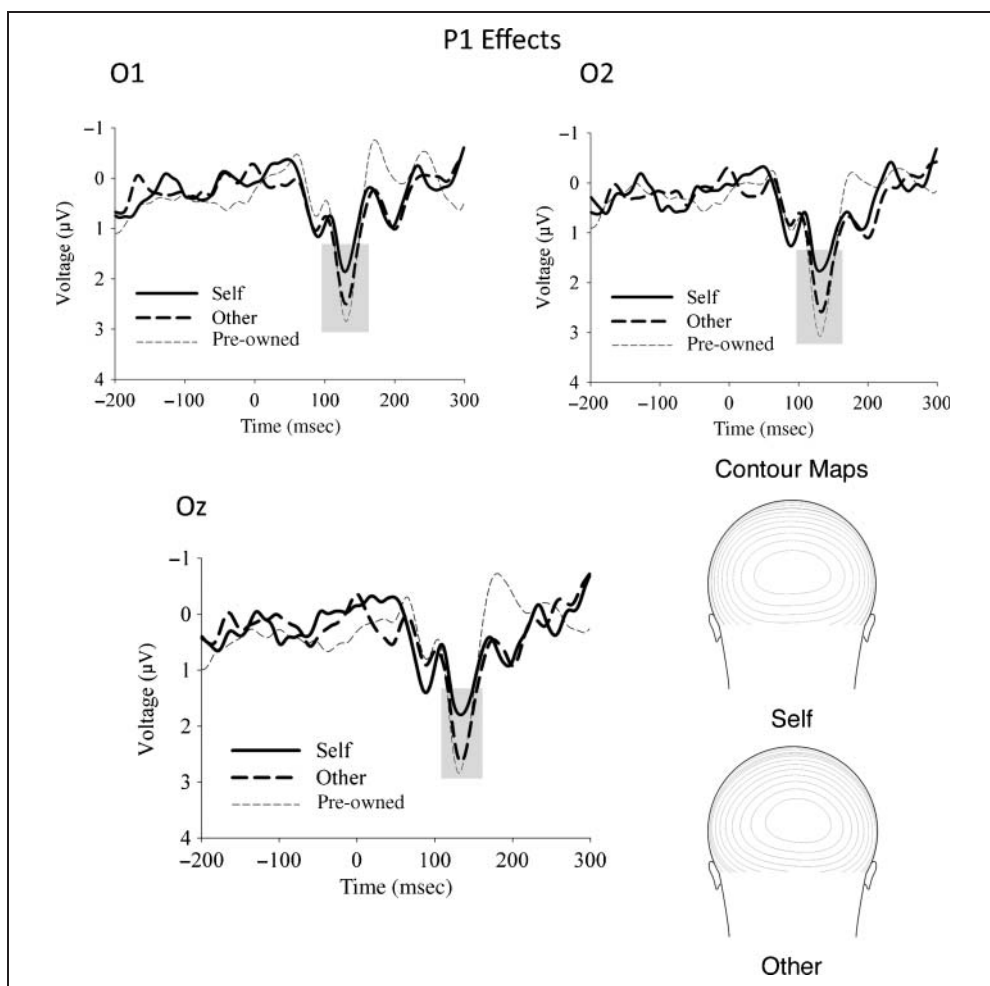 P1 Effects
O1
−1
0
1
2
3
4
Voltage (µV)
Self
Other
Pre-owned
−200
−100
0
100
200
300
Time (msec)
O2
−1
0
1
2
3
4
Voltage (µV)
Self
Other
Pre-owned
−200
−100
0
100
200
300
Time (msec)
Oz
−1
0
1
2
3
4
Voltage (µV)
Self
Other
Pre-owned
−200
−100
0
100
200
300
Time (msec)
Contour Maps
Self
Other